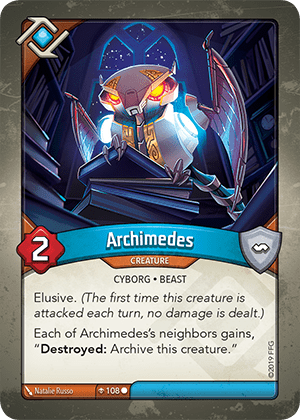 Archimedes
CREATURE
2
CYBORG • BEAST
Elusive. (The first time this creature is
attacked each turn, no damage is dealt.)
Each of Archimedes's neighbors gains,
“Destroyed: Archive this creature.”
Natalie Russo
108
©2019 FFG